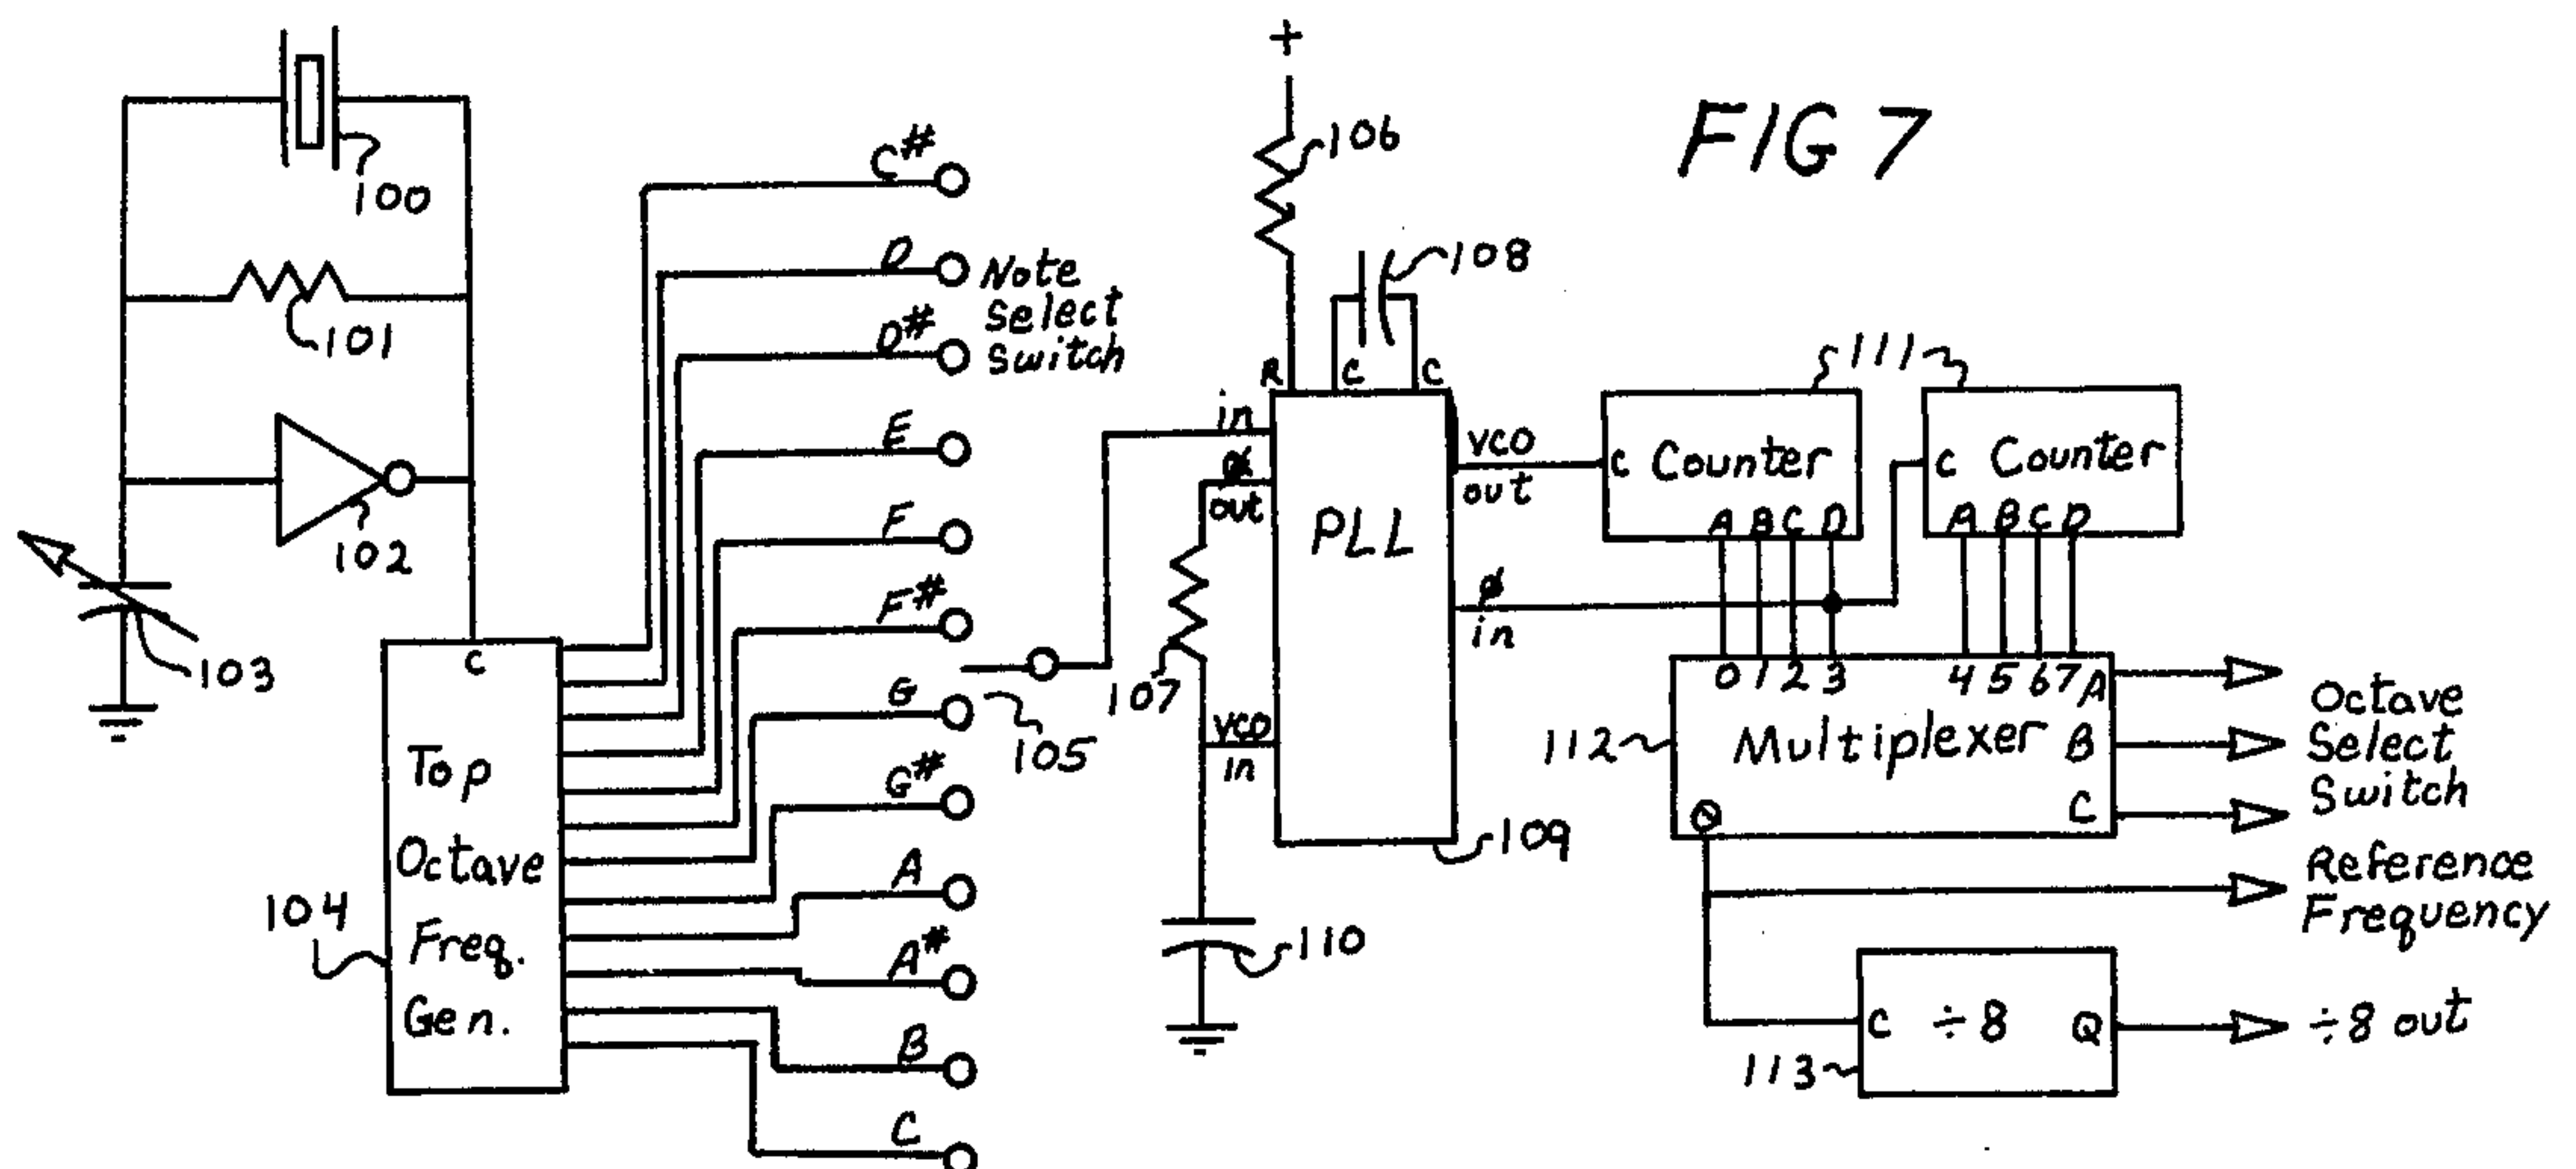 FIG 7
100
101
102
103
C
Top
Octave
Freq.
Gen.
104
C#
D
D#
E
F
F#
G
G#
A
A#
B
C
Note
Select
Switch
105
+
106
108
R
C
C
in
ø
out
107
VCO
in
110
PLL
109
VCO
out
ø
in
111
C Counter
A B C D
C Counter
A B C D
0 1 2 3 4 5 6 7 A
112
Multiplexer
B
C
Octave
Select
Switch
Reference
Frequency
C ÷8 Q
÷8 out
113